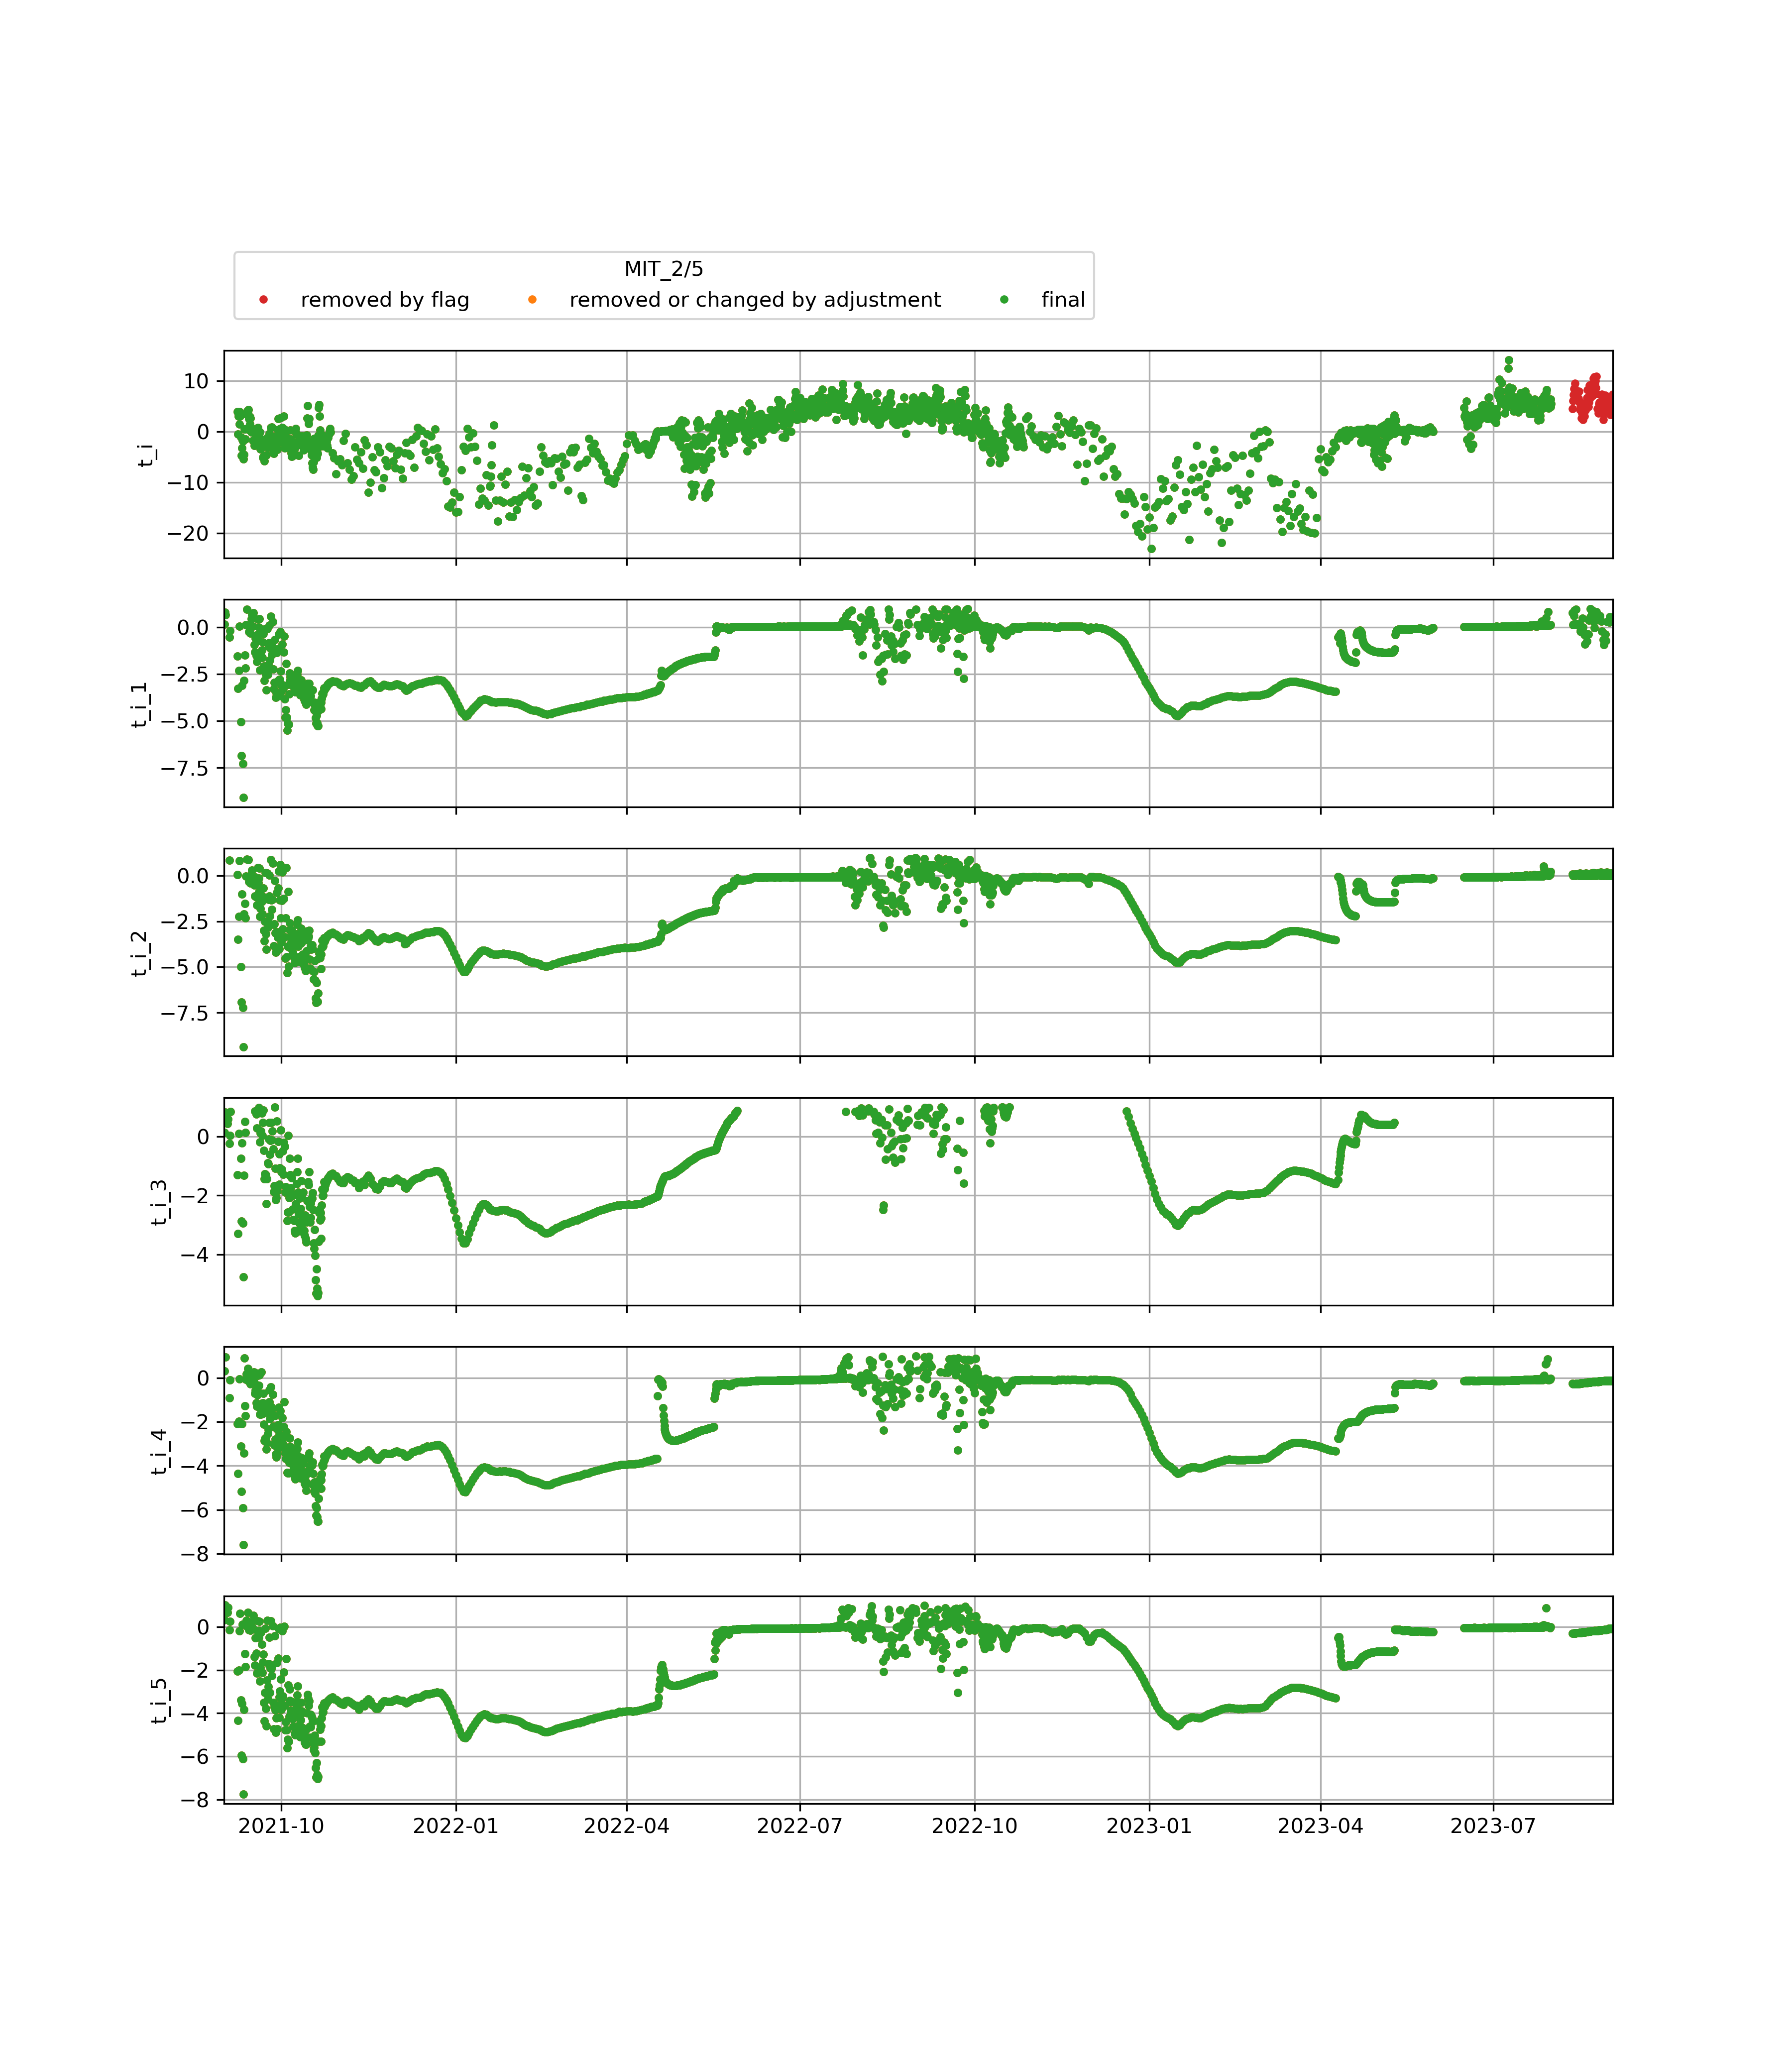 MIT_2/5
removed by flag removed or changed by adjustment final
t_i
10
0
−10
−20
t_i_1
0.0
−2.5
−5.0
−7.5
t_i_2
0.0
−2.5
−5.0
−7.5
t_i_3
0
−2
−4
t_i_4
0
−2
−4
−6
−8
t_i_5
0
−2
−4
−6
−8
2021-10 2022-01 2022-04 2022-07 2022-10 2023-01 2023-04 2023-07